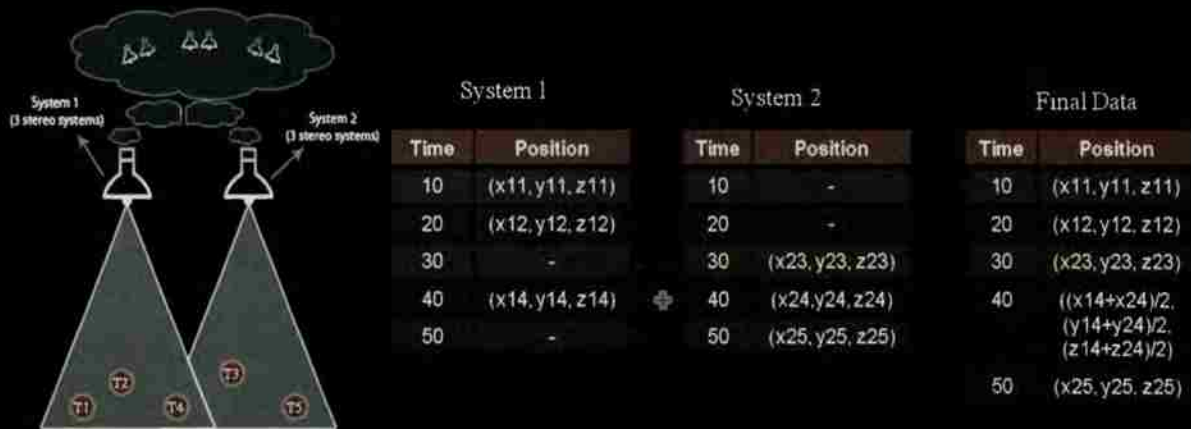 System 1
(3 stereo systems)
System 2
(3 stereo systems)
T1
T2
T4
T3
T5
System 1
Time Position
10 (x11, y11, z11)
20 (x12, y12, z12)
30 -
40 (x14, y14, z14)
50 -
System 2
Time Position
10 -
20 -
30 (x23, y23, z23)
40 (x24,y24, z24)
50 (x25, y25, z25)
Final Data
Time Position
10 (x11, y11, z11)
20 (x12, y12, z12)
30 (x23, y23, z23)
40 ((x14+x24)/2,
(y14+y24)/2,
(z14+z24)/2)
50 (x25, y25, z25)